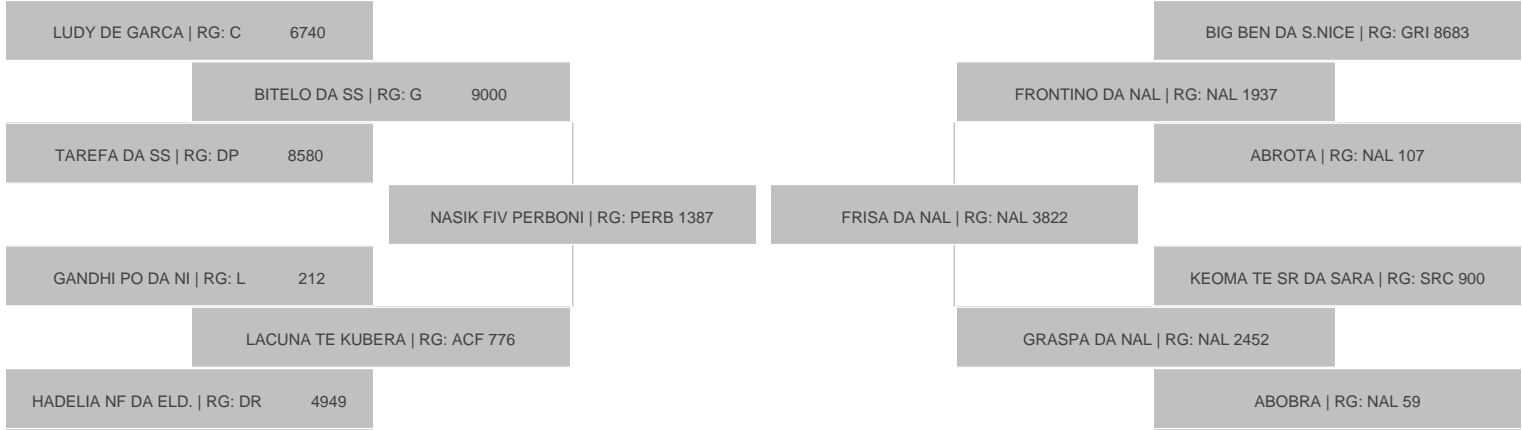 LUDY DE GARCA | RG: C 6740
BIG BEN DA S.NICE | RG: GRI 8683
BITELO DA SS | RG: G 9000
FRONTINO DA NAL | RG: NAL 1937
TAREFA DA SS | RG: DP 8580
ABROTA | RG: NAL 107
NASIK FIV PERBONI | RG: PERB 1387
FRISA DA NAL | RG: NAL 3822
GANDHI PO DA NI | RG: L 212
KEOMA TE SR DA SARA | RG: SRC 900
LACUNA TE KUBERA | RG: ACF 776
GRASPA DA NAL | RG: NAL 2452
HADELIA NF DA ELD. | RG: DR 4949
ABOBRA | RG: NAL 59